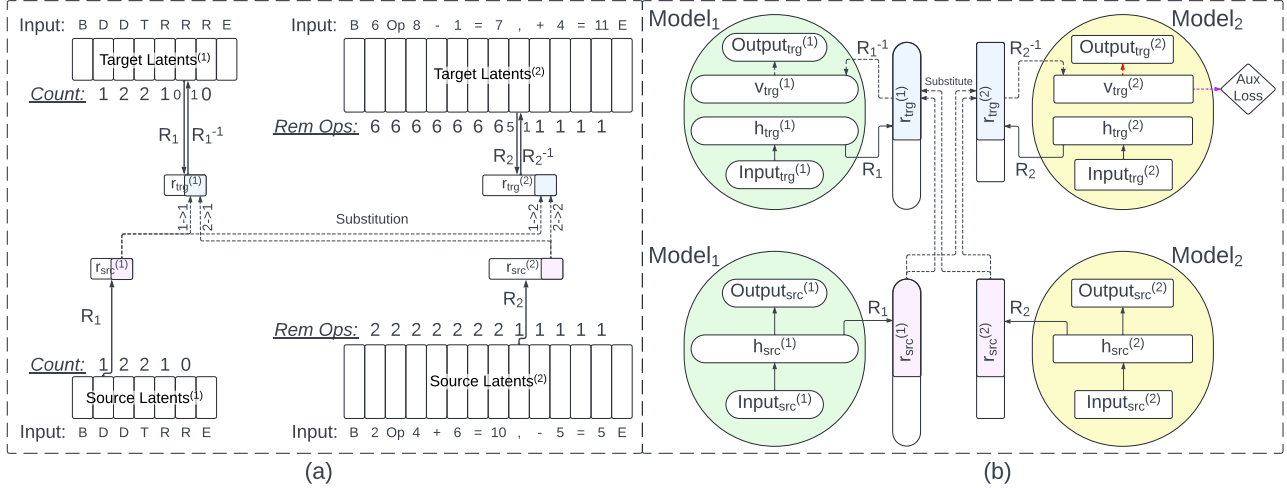 Input: B D D T R R E
Target Latents(1)
Count: 1 2 2 1 0 1 0
R1 R1-1
rtrg(1)
1->1 2->1
rsrc(1)
R1
Count: 1 2 2 1 0
Source Latents(1)
Input: B D D T R R E
Input: B 6 Op 8 - 1 = 7 , + 4 = 11 E
Target Latents(2)
Rem Ops: 6 6 6 6 6 6 6 5 1 1 1 1 1
R2 R2-1
rtrg(2)
1->2 2->2
Substitution
rsrc(2)
R2
Rem Ops: 2 2 2 2 2 2 2 1 1 1 1 1
Source Latents(2)
Input: B 2 Op 4 + 6 = 10 , - 5 = 5 E
(a)
Model1
Outputtrg(1)
vtrg(1)
htrg(1)
Inputtrg(1)
R1-1
R1
rtrg(1)
Substitute
rtrg(2)
R2-1
R2
Model2
Outputtrg(2)
vtrg(2)
htrg(2)
Inputtrg(2)
Aux
Loss
Model1
Outputsrc(1)
hsrc(1)
Inputsrc(1)
R1
rsrc(1)
rsrc(2)
R2
Model2
Outputsrc(2)
hsrc(2)
Inputsrc(2)
(b)